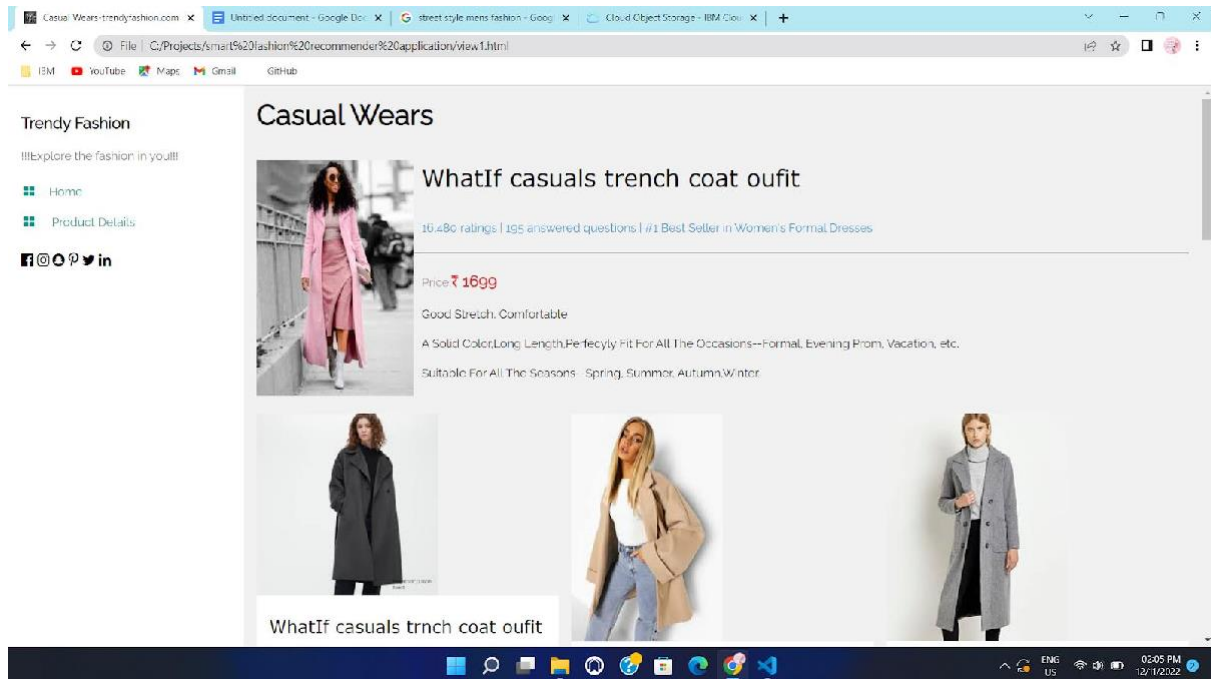 Casual Wears-trendyfashion.com
Untitled document - Google Doc
street style mens fashion - Googl
Cloud Object Storage - IBM Clou
File | C:/Projects/smart%20fashion%20recommender%20application/view1.html
IBM YouTube Maps Gmail GitHub
Trendy Fashion
!!!Explore the fashion in you!!!
Home
Product Details
Casual Wears
WhatIf casuals trench coat oufit
16,480 ratings | 195 answered questions | #1 Best Seller in Women's Formal Dresses
Price ₹ 1699
Good Stretch, Comfortable
A Solid Color,Long Length,Perfecyly Fit For All The Occasions--Formal, Evening Prom, Vacation, etc.
Suitable For All The Seasons- Spring, Summer, Autumn,Winter.
WhatIf casuals trnch coat oufit
ENG
US
02:05 PM
12/11/2022